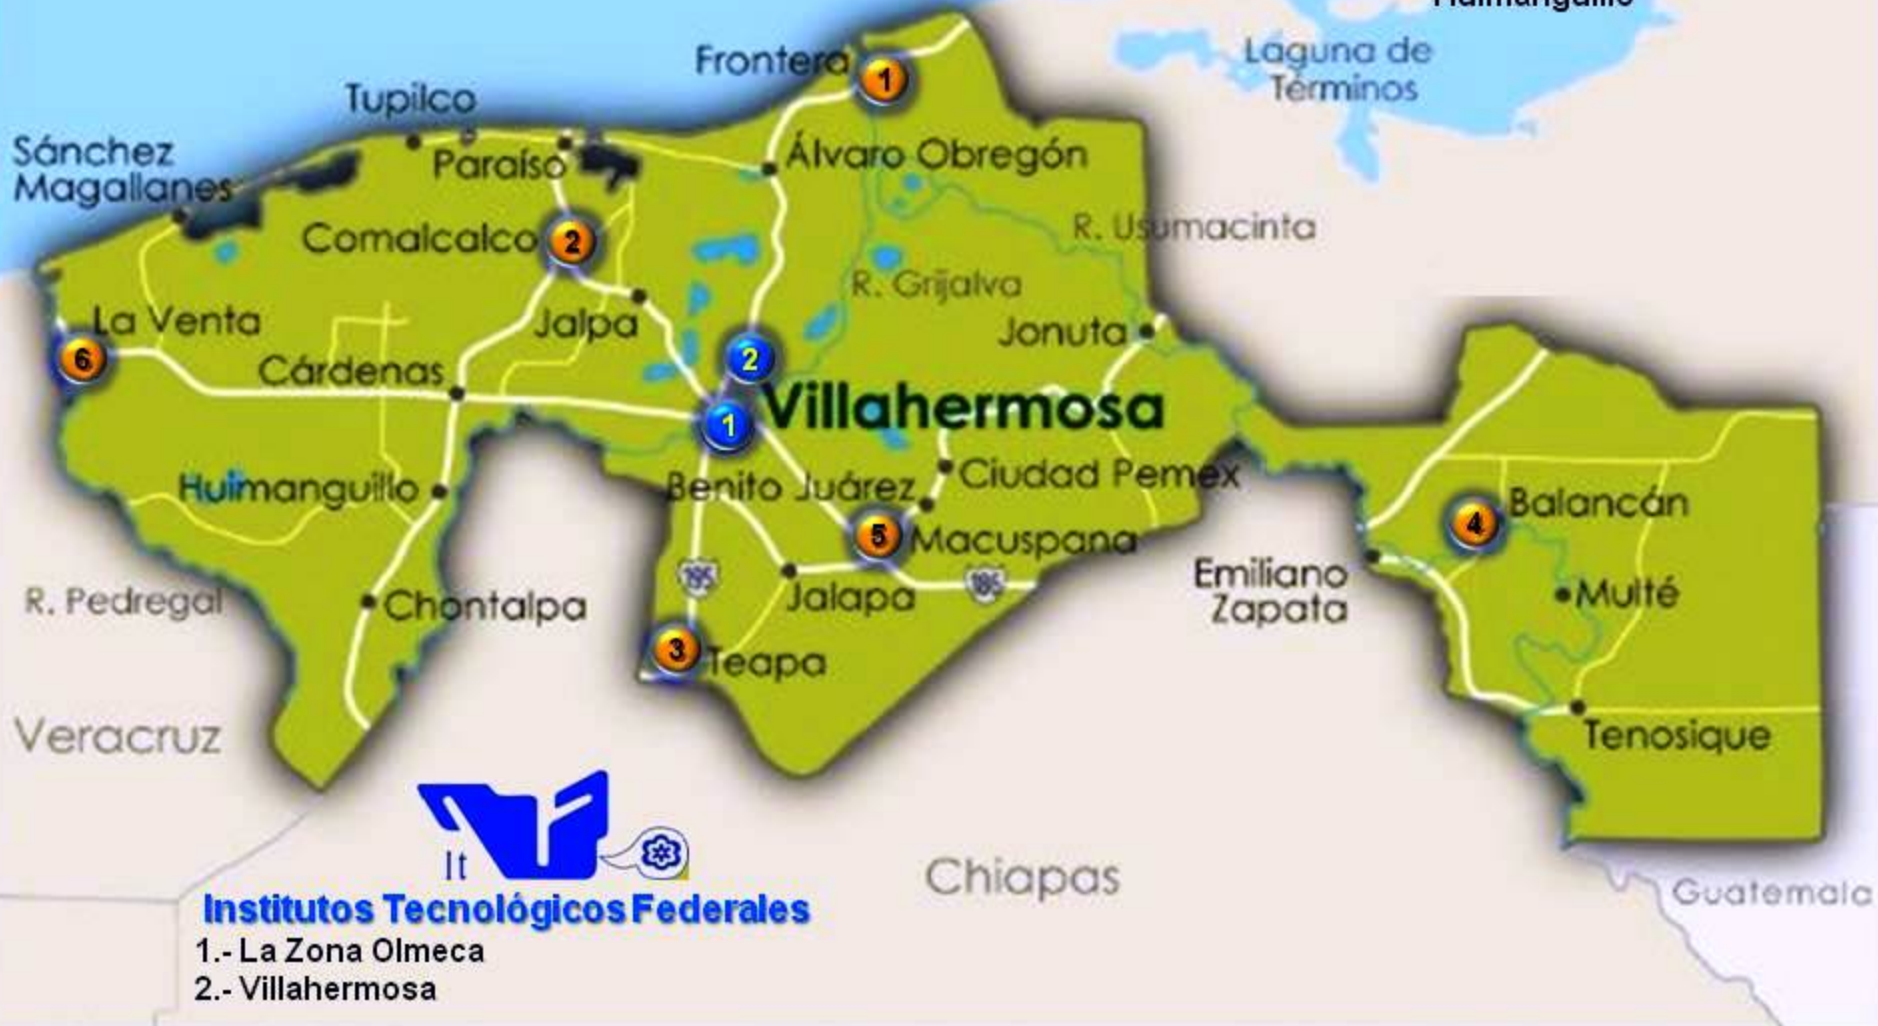 Frontera
1
Laguna de
Términos
Tupilco
Sánchez
Magallanes
Paraíso
Álvaro Obregón
Comalcalco
2
R. Usumacinta
R. Grijalva
La Venta
6
Jalpa
Jonuta
Cárdenas
2
Villahermosa
1
Huimanguillo
Benito Juárez
Ciudad Pemex
5
Macuspana
4
Balancán
195
186
Emiliano
Zapata
Multé
R. Pedregal
Chontalpa
Jalapa
3
Teapa
Veracruz
Tenosique
It
Chiapas
Guatemala
Institutos Tecnológicos Federales
1.- La Zona Olmeca
2.- Villahermosa